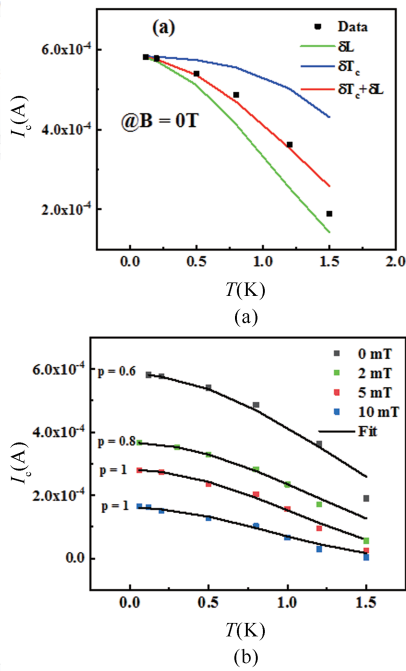 (a)
Data
δL
δTc
δTc+δL
@B = 0T
Ic(A)
6.0x10-4
4.0x10-4
2.0x10-4
0.0 0.5 1.0 1.5 2.0
T(K)
(a)
p = 0.6
p = 0.8
p = 1
p = 1
0 mT
2 mT
5 mT
10 mT
Fit
Ic(A)
6.0x10-4
4.0x10-4
2.0x10-4
0.0
0.0 0.5 1.0 1.5
T(K)
(b)